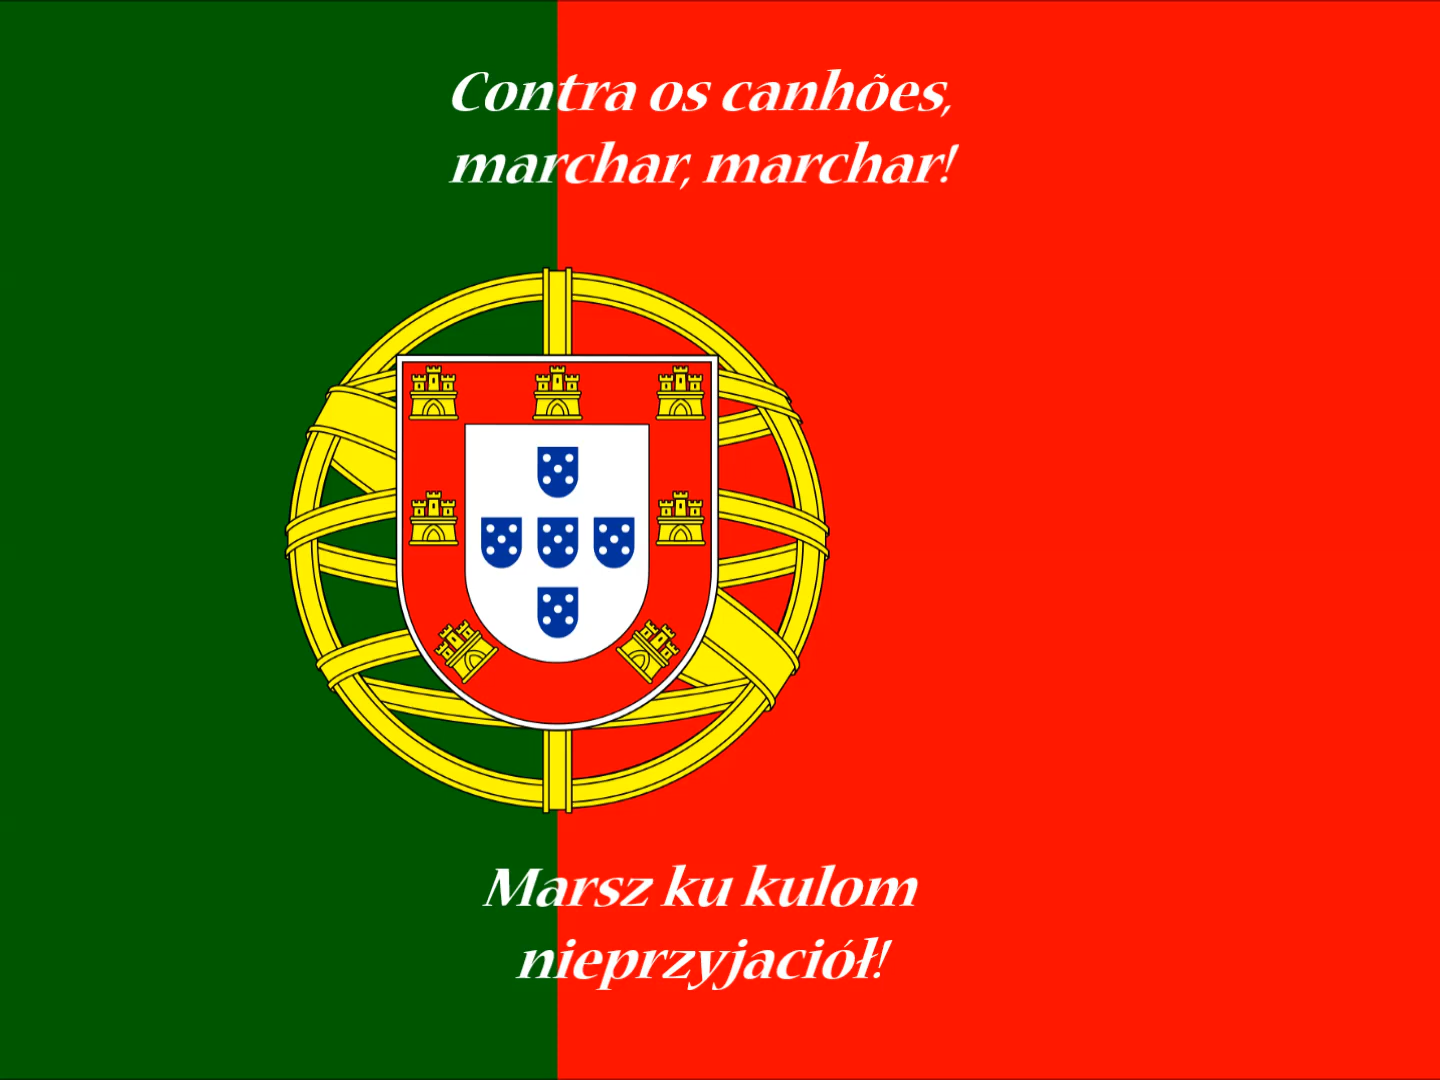 Contra os canhões,
marchar, marchar!
Marsz ku kulom
nieprzyjaciół!